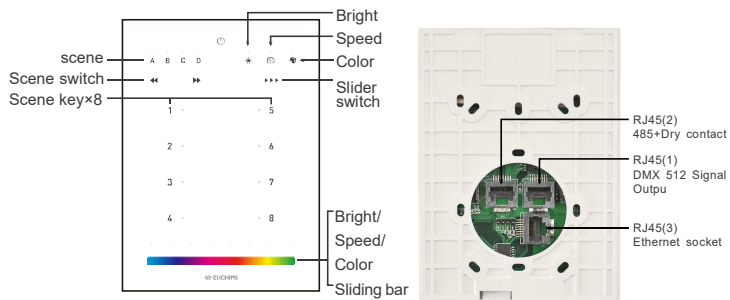 Bright
Speed
scene
A B C D
Color
Scene switch
Slider
switch
Scene key×8
1
5
2
6
3
7
4
8
Bright/
Speed/
Color
Sliding bar
EUCHIPS
RJ45(2)
485+Dry contact
RJ45(1)
DMX 512 Signal
Outpu
RJ45(3)
Ethernet socket